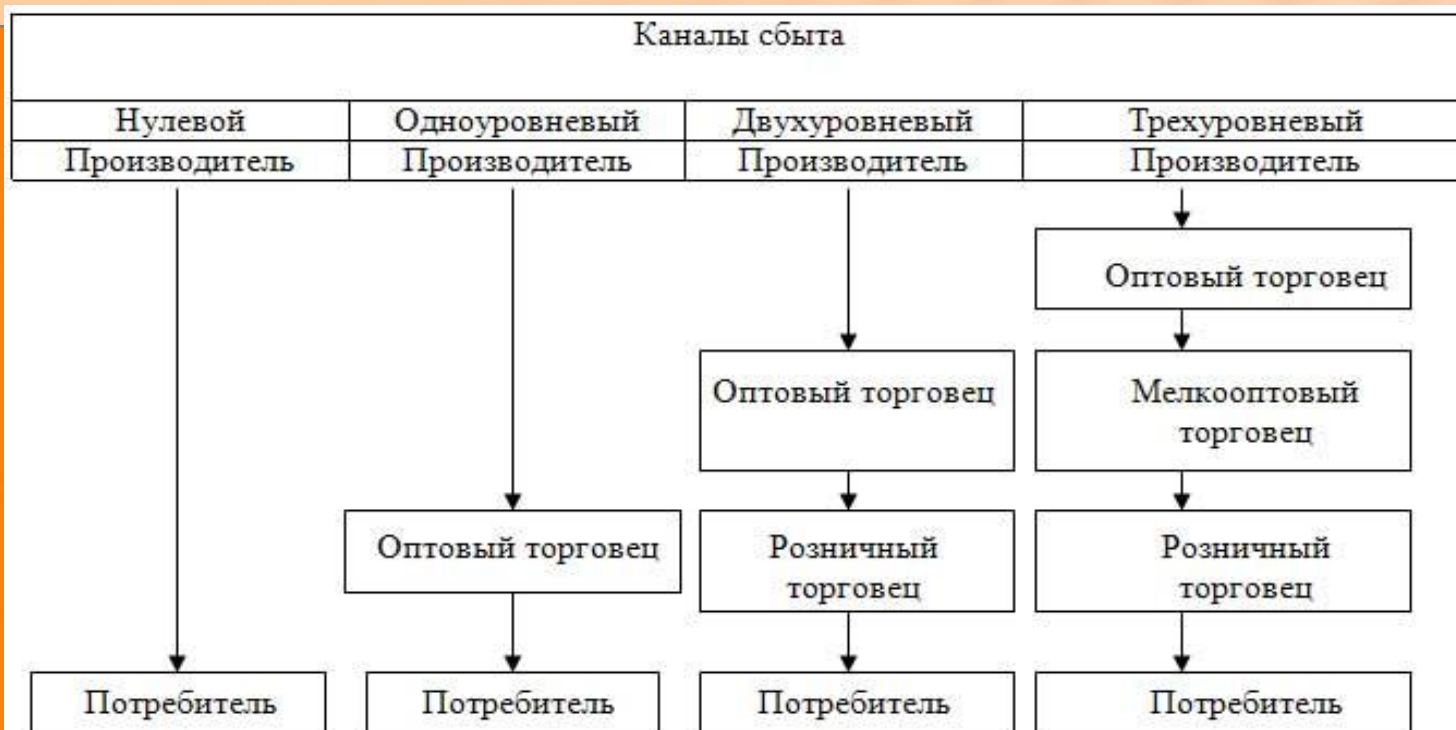 Каналы сбыта
Нулевой
Одноуровневый
Двухуровневый
Трехуровневый
Производитель
Производитель
Производитель
Производитель
Оптовый торговец
Оптовый торговец
Мелкооптовый
торговец
Оптовый торговец
Розничный
торговец
Розничный
торговец
Потребитель
Потребитель
Потребитель
Потребитель